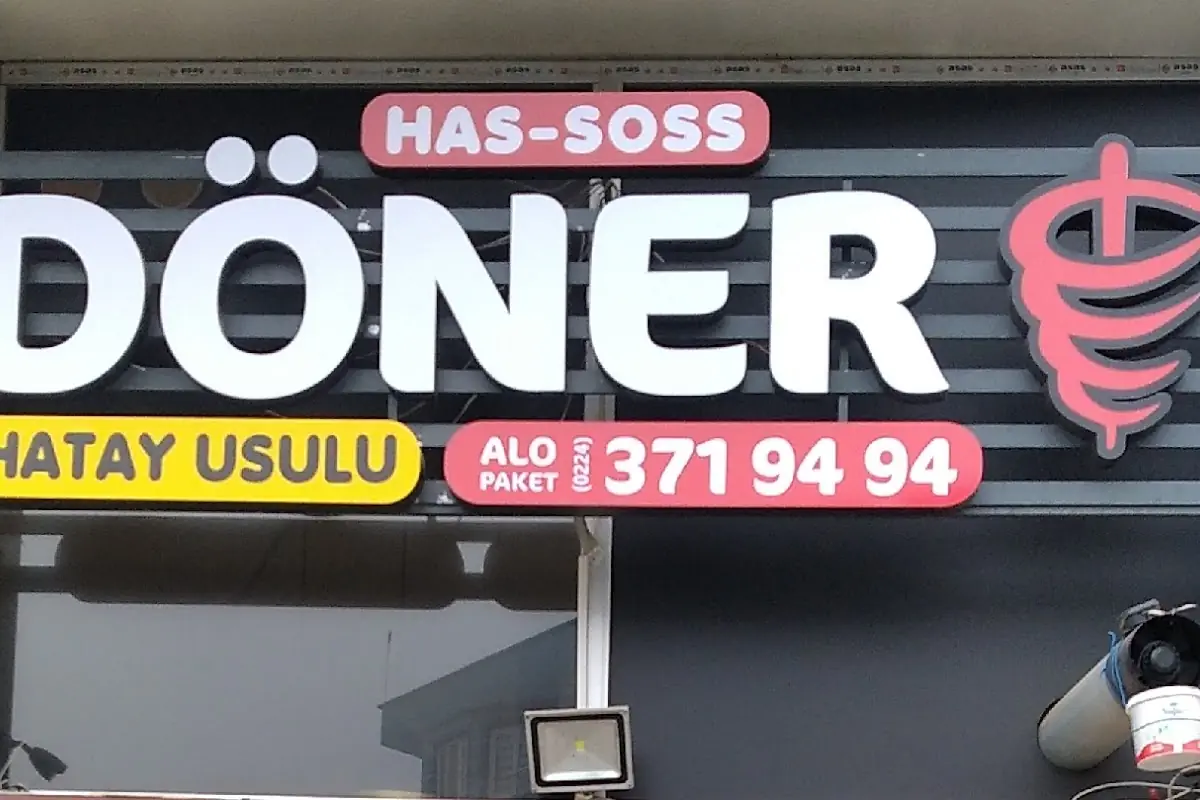 HAS-SOSS
DÖNER
HATAY USULU
ALO PAKET (0224) 371 94 94